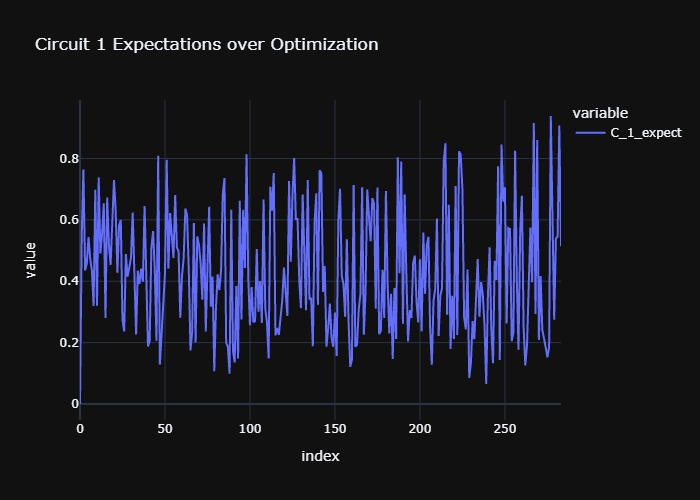 Circuit 1 Expectations over Optimization
variable
C_1_expect
value
0.8
0.6
0.4
0.2
0
0 50 100 150 200 250
index